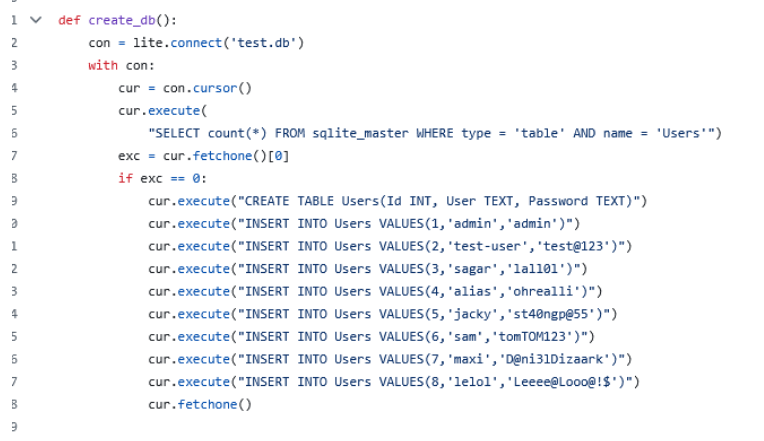 1 def create_db():
2 con = lite.connect('test.db')
3 with con:
4 cur = con.cursor()
5 cur.execute(
6 "SELECT count(*) FROM sqlite_master WHERE type = 'table' AND name = 'Users'")
7 exc = cur.fetchone()[0]
8 if exc == 0:
9 cur.execute("CREATE TABLE Users(Id INT, User TEXT, Password TEXT)")
0 cur.execute("INSERT INTO Users VALUES(1,'admin','admin')")
1 cur.execute("INSERT INTO Users VALUES(2,'test-user','test@123')")
2 cur.execute("INSERT INTO Users VALUES(3,'sagar','lall0l')")
3 cur.execute("INSERT INTO Users VALUES(4,'alias','ohrealli')")
4 cur.execute("INSERT INTO Users VALUES(5,'jacky','st40ngp@55')")
5 cur.execute("INSERT INTO Users VALUES(6,'sam','tomTOM123')")
6 cur.execute("INSERT INTO Users VALUES(7,'maxi','D@ni3lDizaark')")
7 cur.execute("INSERT INTO Users VALUES(8,'lelol','Leeee@Looo@!$')")
8 cur.fetchone()
9